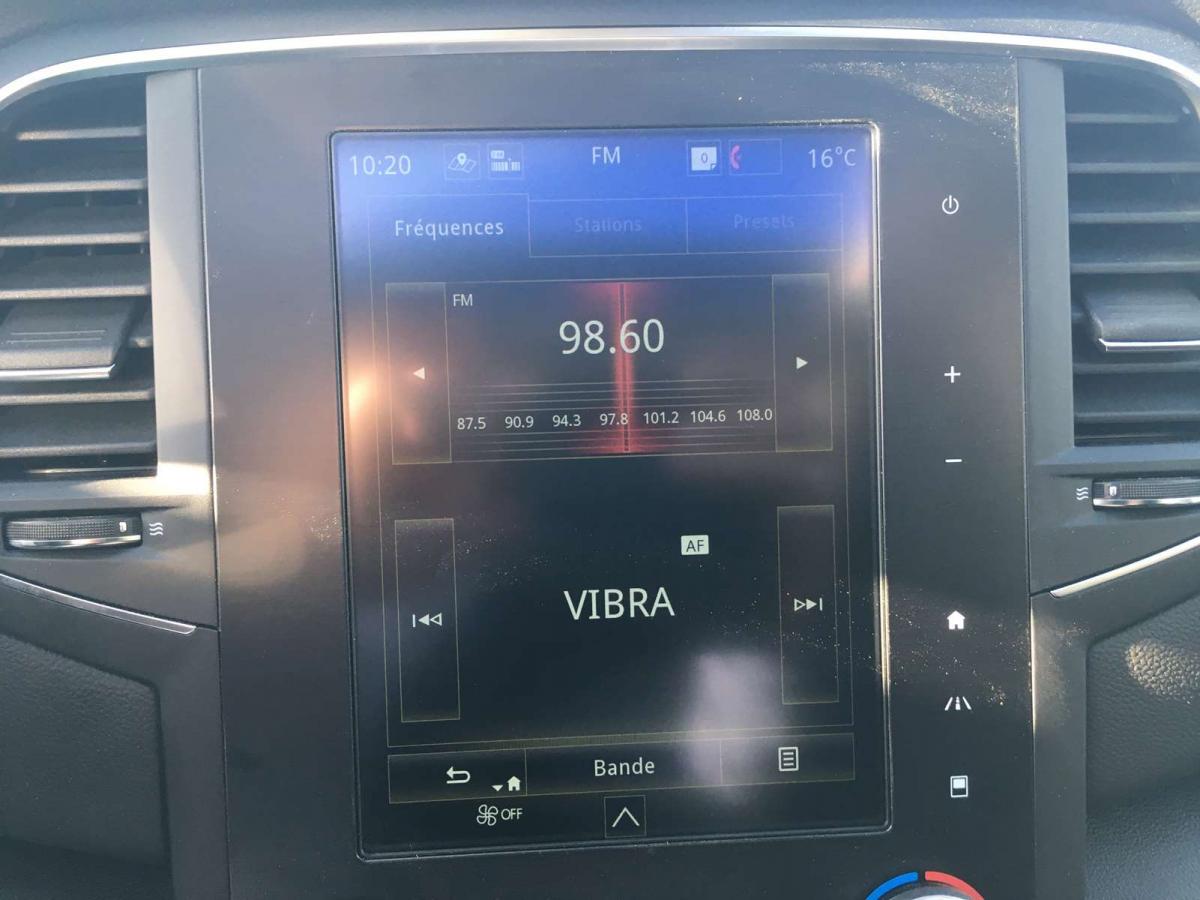 10:20
FM
0
16°C
Fréquences
Stations
Presets
FM
98.60
87.5 90.9 94.3 97.8 101.2 104.6 108.0
AF
VIBRA
Bande
OFF